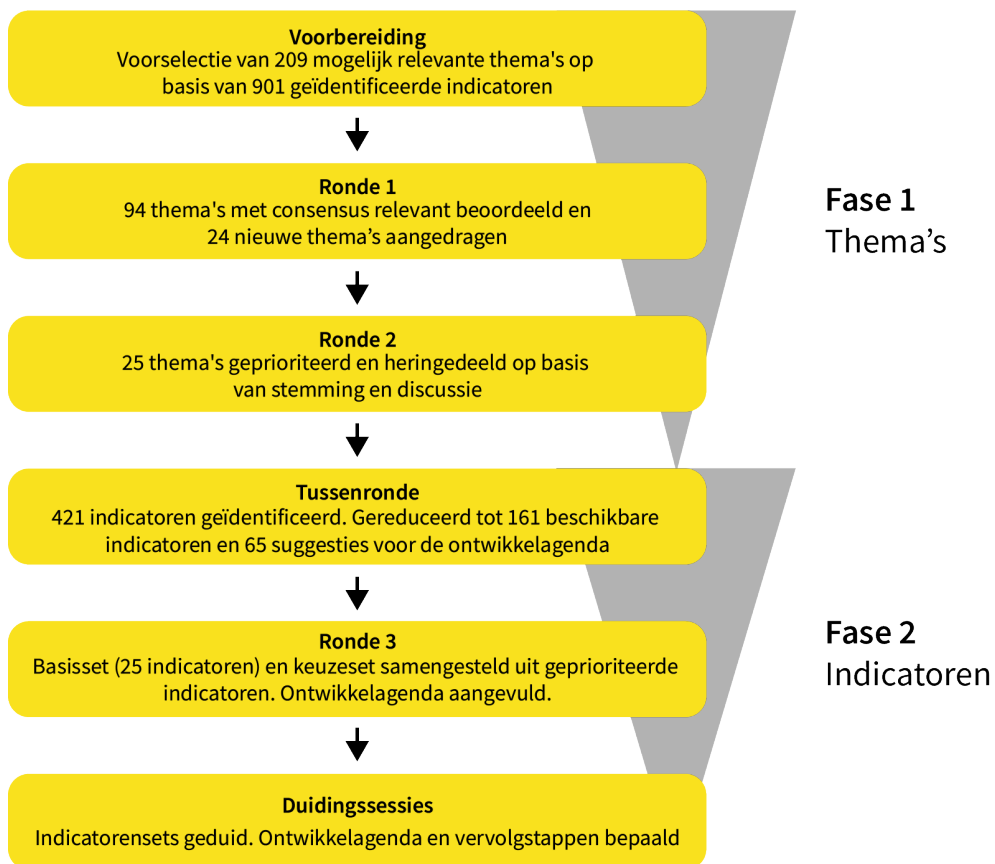 Voorbereiding
Voorselectie van 209 mogelijk relevante thema's op
basis van 901 geïdentificeerde indicatoren
Ronde 1
94 thema's met consensus relevant beoordeeld en
24 nieuwe thema’s aangedragen
Fase 1
Thema’s
Ronde 2
25 thema's geprioriteerd en heringedeeld op basis
van stemming en discussie
Tussenronde
421 indicatoren geïdentificeerd. Gereduceerd tot 161 beschikbare
indicatoren en 65 suggesties voor de ontwikkelagenda
Ronde 3
Basisset (25 indicatoren) en keuzeset samengesteld uit geprioriteerde
indicatoren. Ontwikkelagenda aangevuld.
Fase 2
Indicatoren
Duidingssessies
Indicatorensets geduid. Ontwikkelagenda en vervolgstappen bepaald